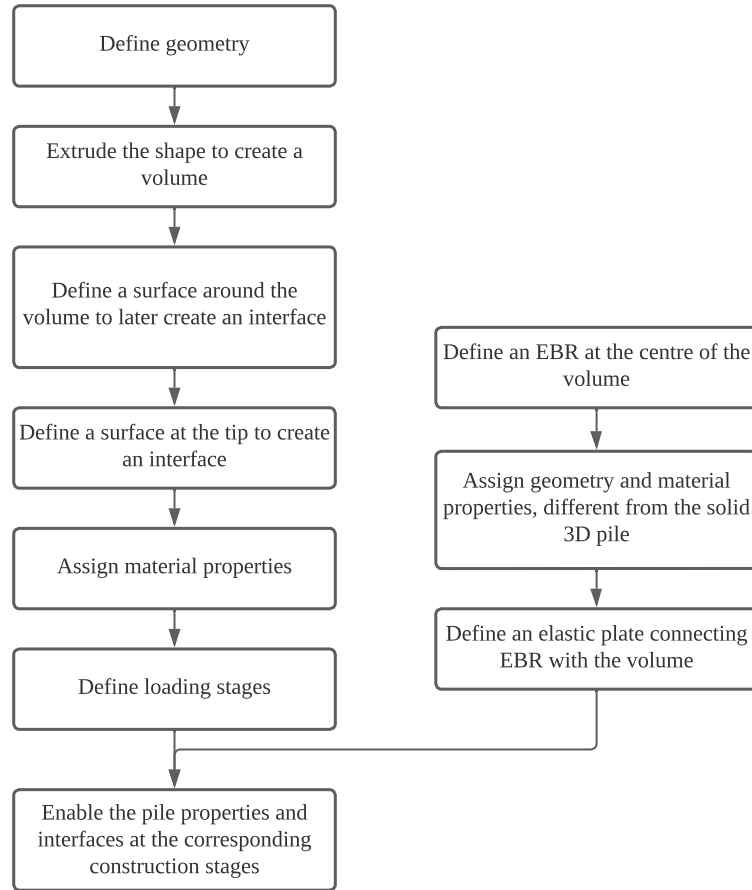 Define geometry
Extrude the shape to create a
volume
Define a surface around the
volume to later create an interface
Define a surface at the tip to create
an interface
Assign material properties
Define loading stages
Enable the pile properties and
interfaces at the corresponding
construction stages
Define an EBR at the centre of the
volume
Assign geometry and material
properties, different from the solid
3D pile
Define an elastic plate connecting
EBR with the volume